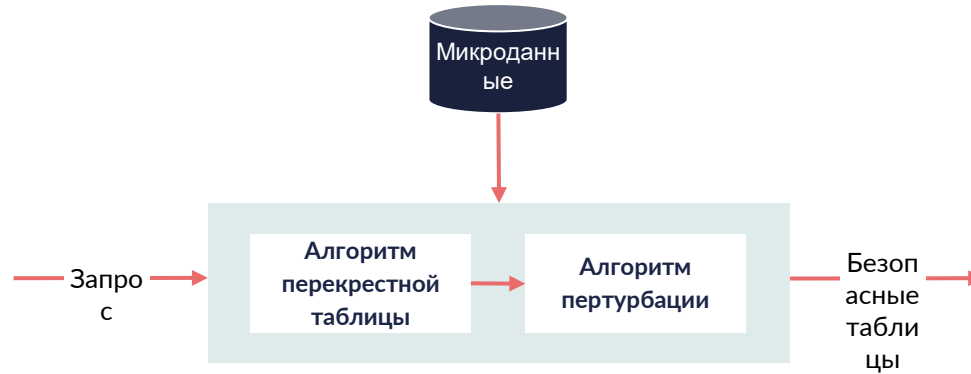 Микроданн
ые
Запро
с
Алгоритм
перекрестной
таблицы
Алгоритм
пертурбации
Безоп
асные
табли
цы